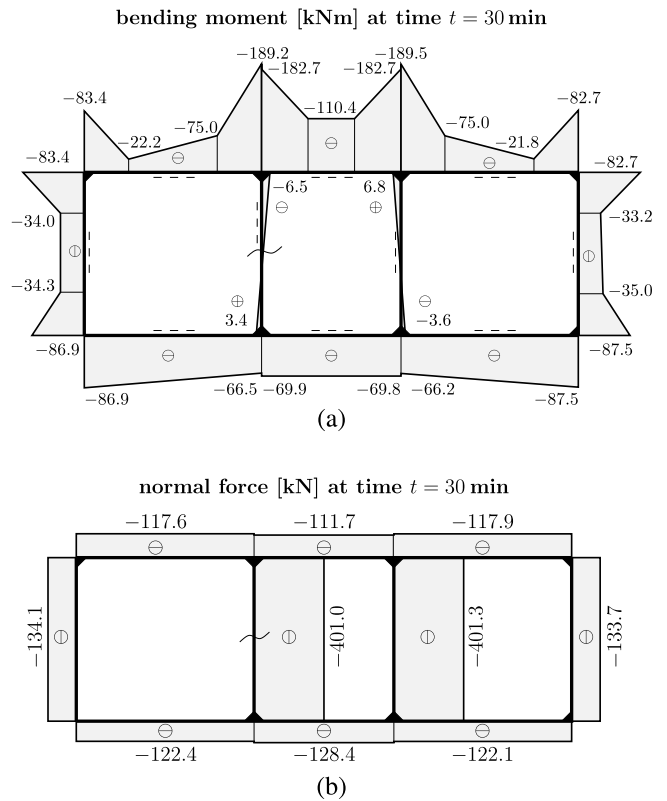 bending moment [kNm] at time t = 30 min
−189.2 −189.5
−83.4 −182.7 −182.7 −82.7
−110.4
−22.2 −75.0 −75.0 −21.8
−83.4 −82.7
−6.5 6.8
−34.0 −33.2
−34.3 −35.0
3.4 −3.6
−86.9 −87.5
−66.5 −69.9 −69.8 −66.2
−86.9 −87.5
(a)
normal force [kN] at time t = 30 min
−117.6 −111.7 −117.9
−134.1 −401.0 −401.3 −133.7
−122.4 −128.4 −122.1
(b)